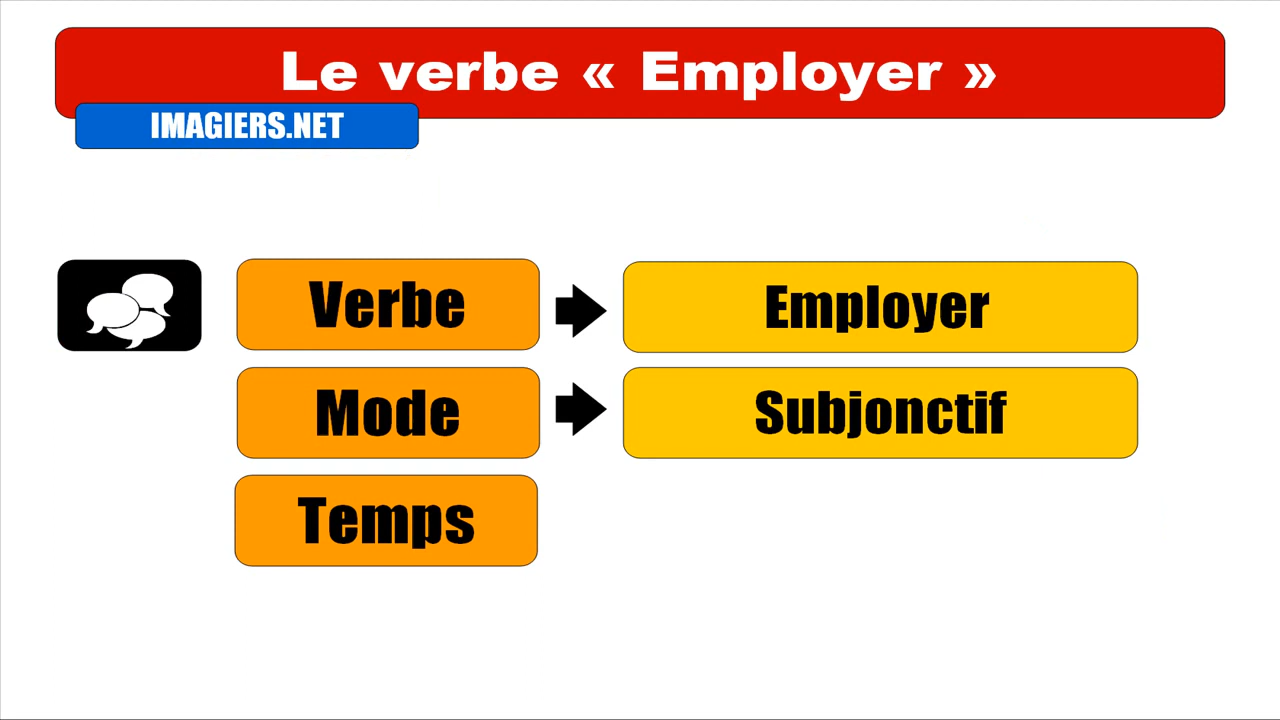 Le verbe « Employer »
IMAGIERS.NET
Verbe Employer
Mode Subjonctif
Temps